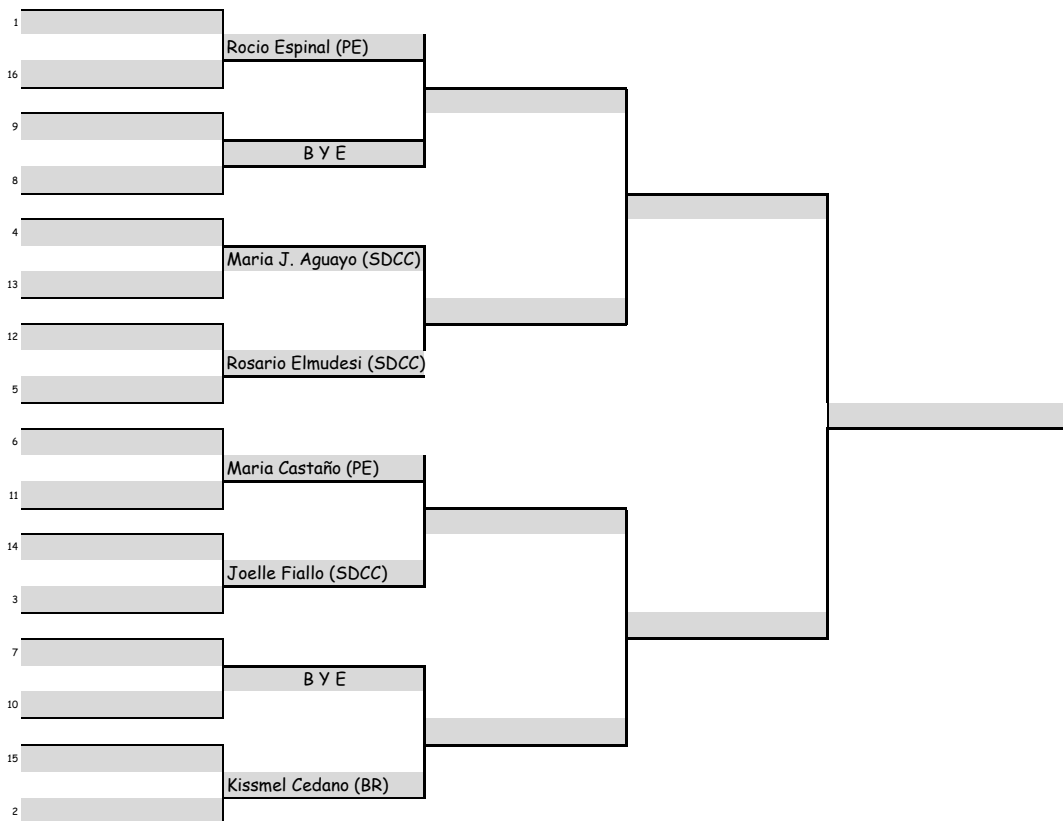 1
Rocio Espinal (PE)
16
9
B Y E
8
4
Maria J. Aguayo (SDCC)
13
12
Rosario Elmudesi (SDCC)
5
6
Maria Castaño (PE)
11
14
Joelle Fiallo (SDCC)
3
7
B Y E
10
15
Kissmel Cedano (BR)
2